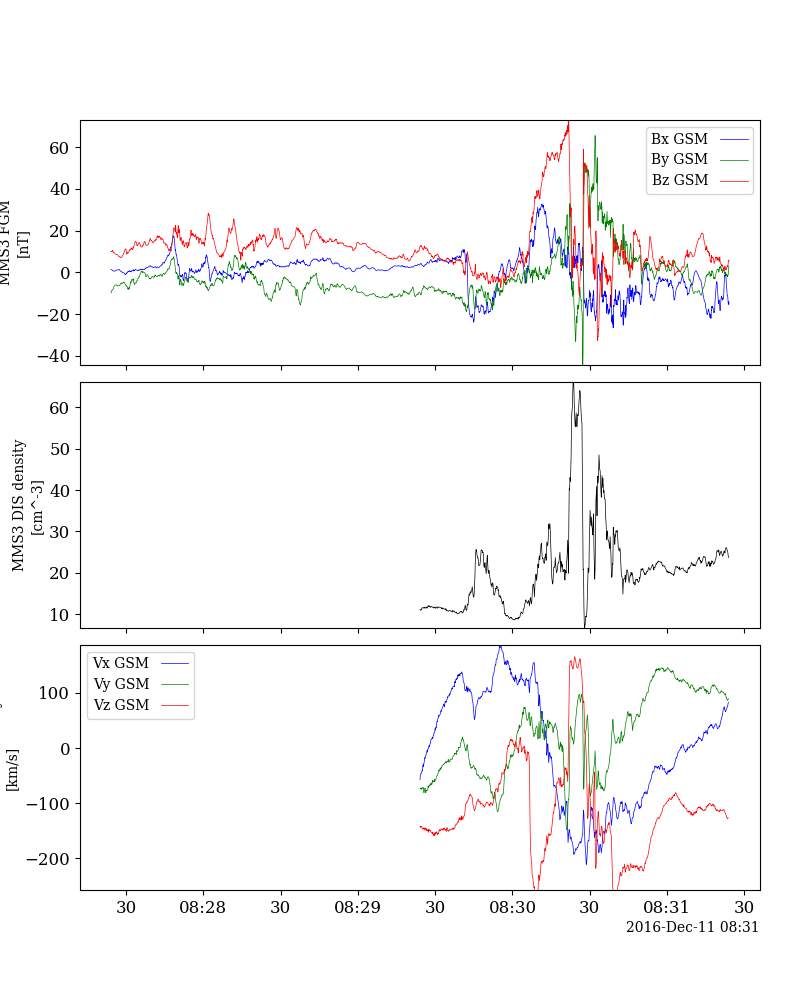 MMS3 FGM
[nT]
60
40
20
0
−20
−40
Bx GSM
By GSM
Bz GSM
MMS3 DIS density
[cm^-3]
60
50
40
30
20
10
[km/s]
100
0
−100
−200
Vx GSM
Vy GSM
Vz GSM
30 08:28 30 08:29 30 08:30 30 08:31 30
2016-Dec-11 08:31